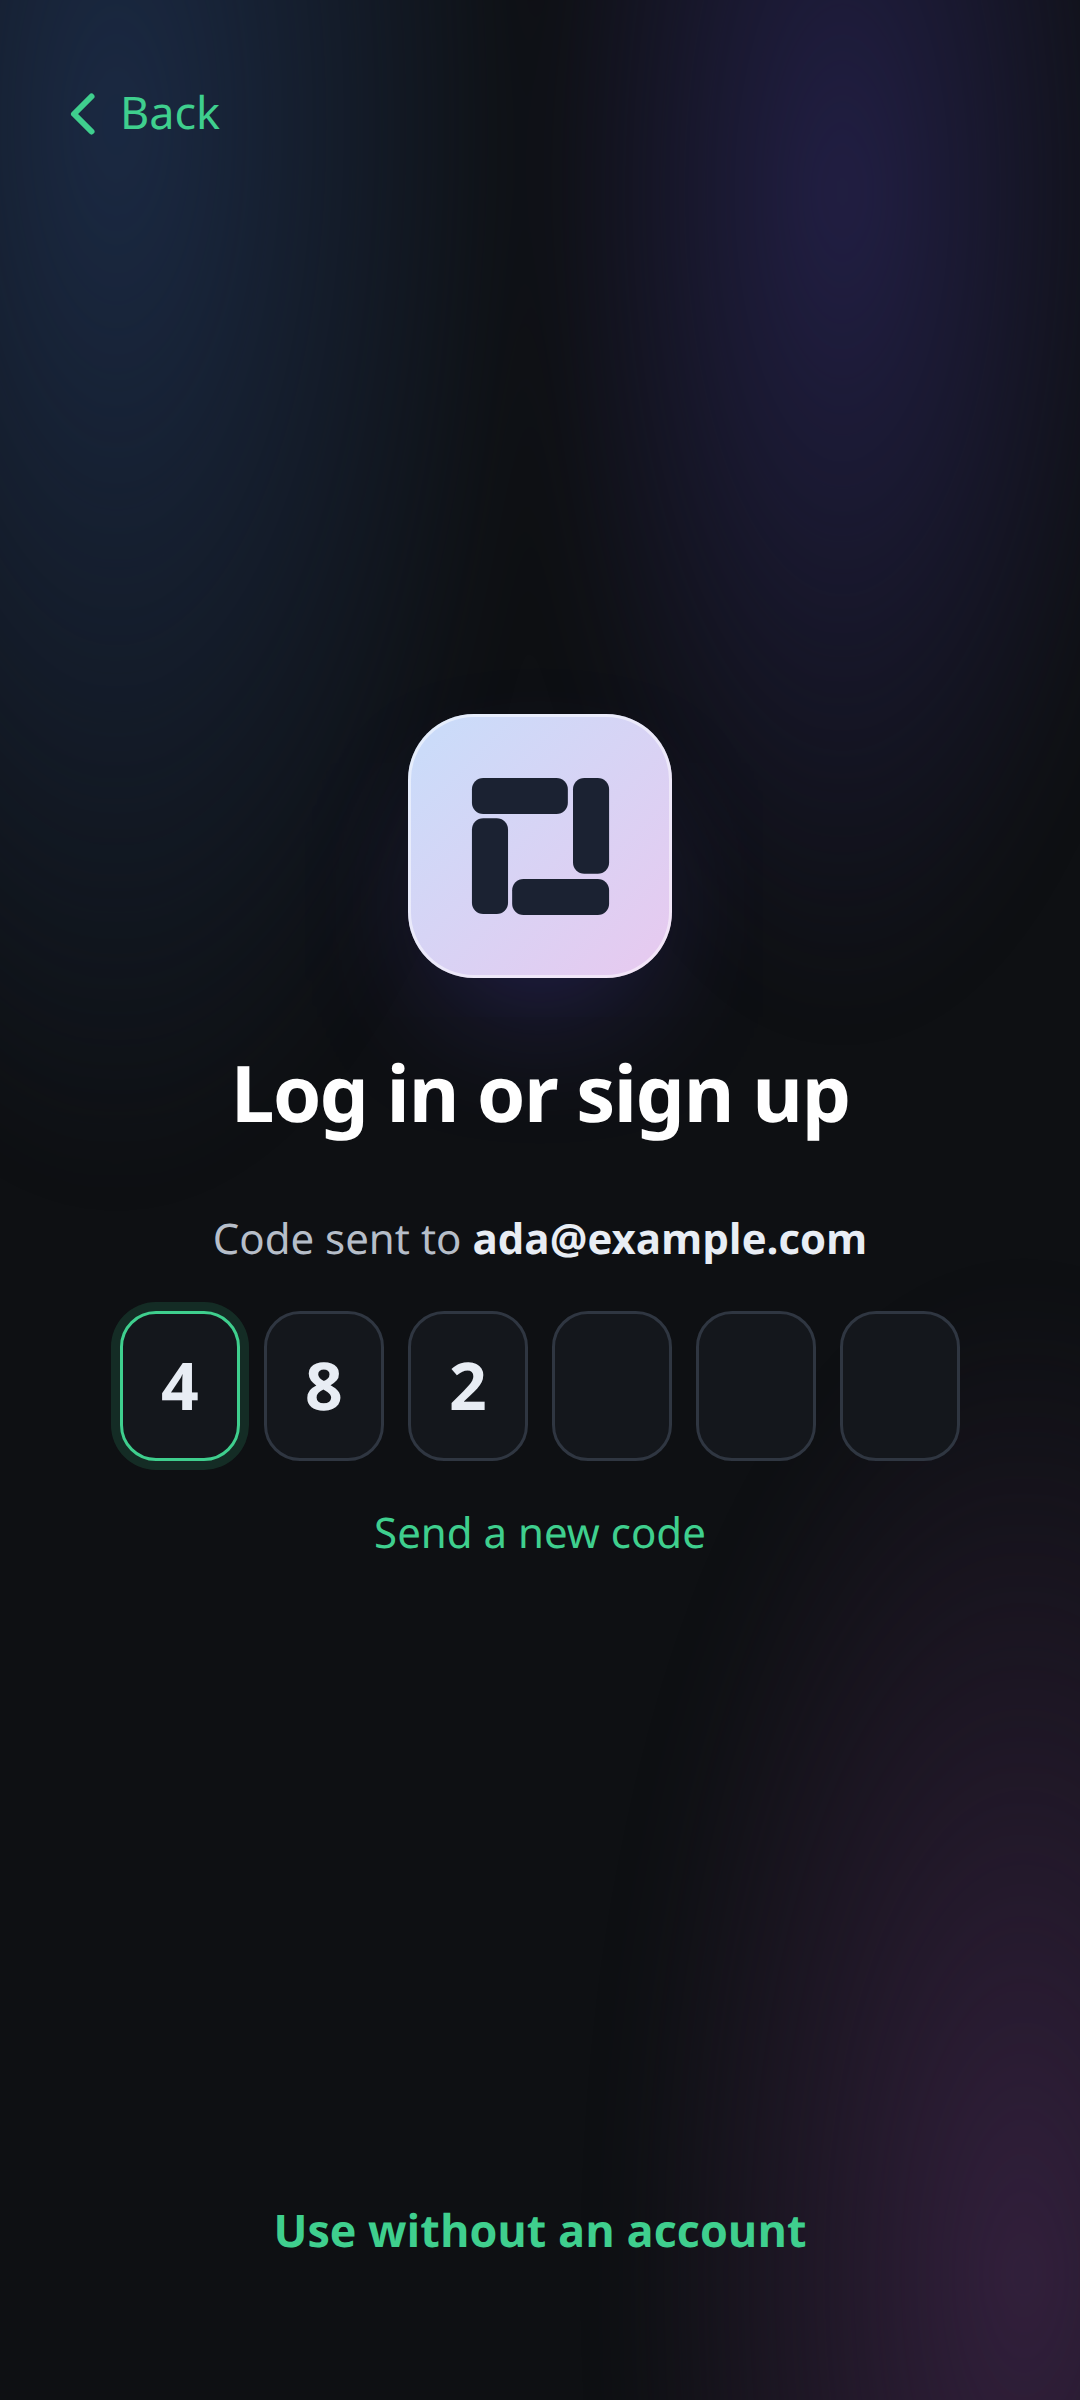 Back
Log in or sign up
Code sent to ada@example.com
4 8 2
Send a new code
Use without an account